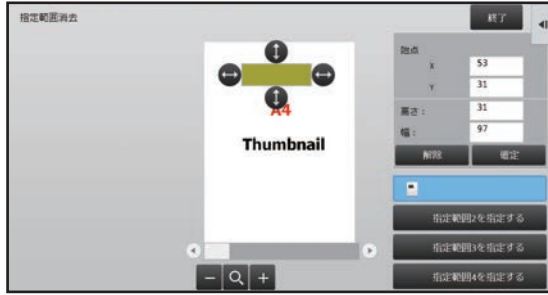 指定範囲消去
終了
始点
X
53
Y
31
高さ:
31
幅:
97
解除
確定
A4
Thumbnail
指定範囲2を指定する
指定範囲3を指定する
指定範囲4を指定する